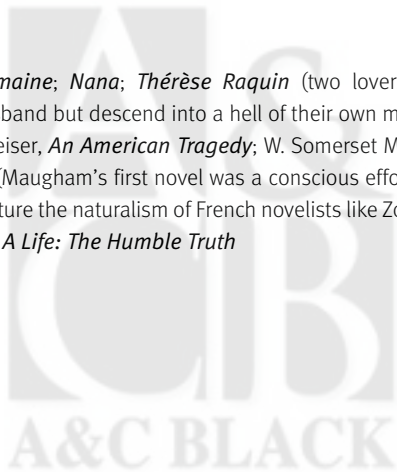 maine; Nana; Thérèse Raquin (two lover
band but descend into a hell of their own m
eiser, An American Tragedy; W. Somerset M
(Maugham's first novel was a conscious effo
ture the naturalism of French novelists like Zo
A Life: The Humble Truth
A&
CB
A&C BLACK